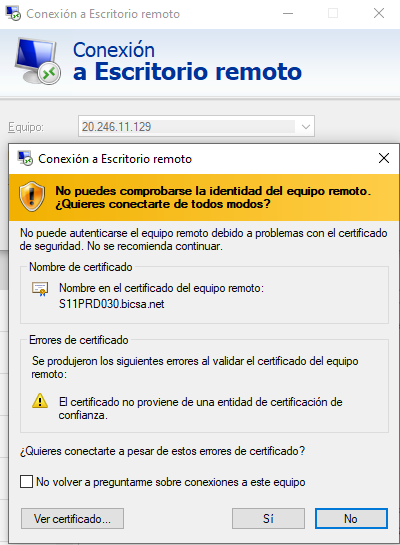 Conexión a Escritorio remoto
Conexión
a Escritorio remoto
Equipo:
20.246.11.129
Conexión a Escritorio remoto
No puedes comprobarse la identidad del equipo remoto.
¿Quieres conectarte de todos modos?
No puede autenticarse el equipo remoto debido a problemas con el certificado
de seguridad. No se recomienda continuar.
Nombre de certificado
Nombre en el certificado del equipo remoto:
S11PRD030.bicsa.net
Errores de certificado
Se produjeron los siguientes errores al validar el certificado del equipo
remoto:
El certificado no proviene de una entidad de certificación de
confianza.
¿Quieres conectarte a pesar de estos errores de certificado?
No volver a preguntarme sobre conexiones a este equipo
Ver certificado...
Sí
No